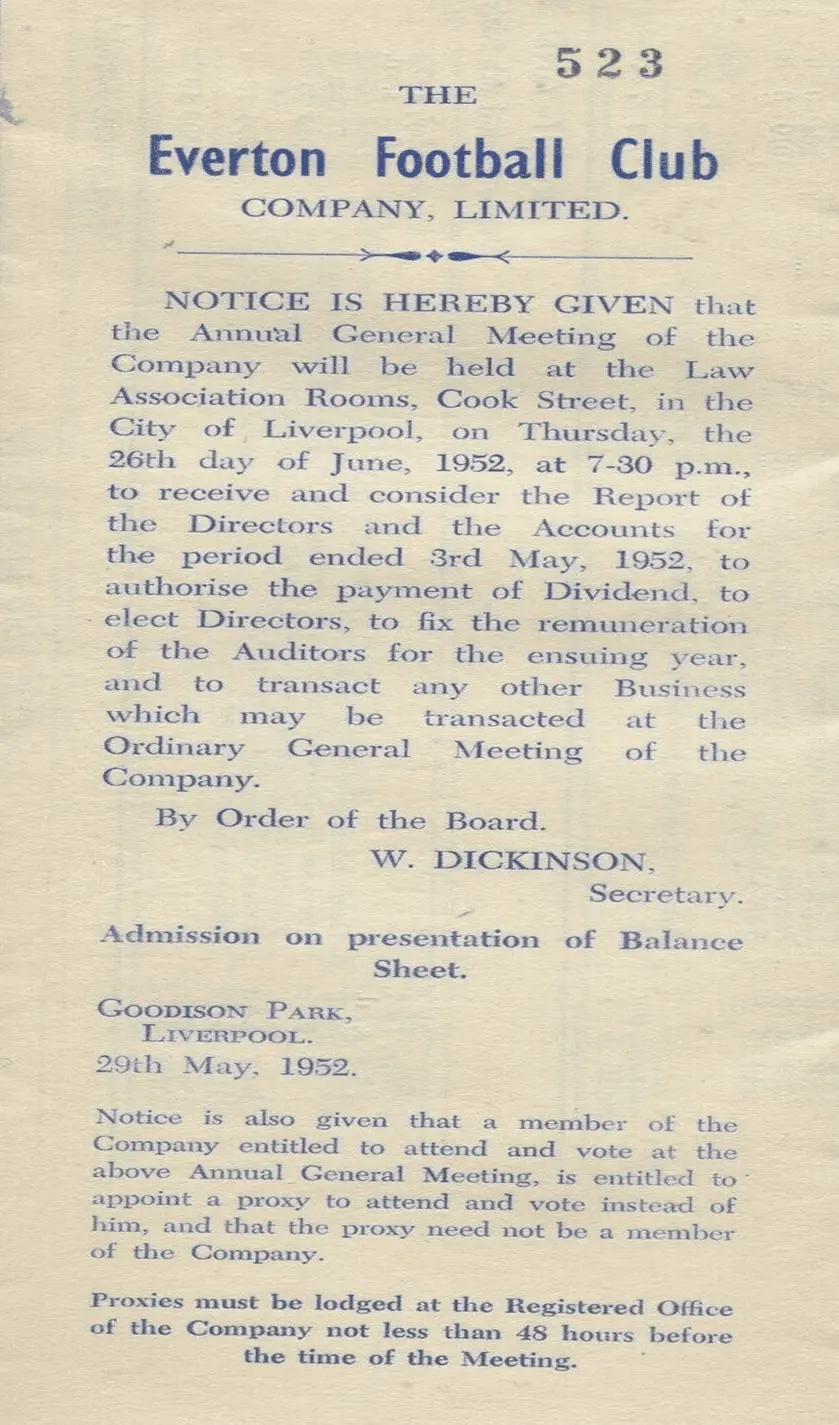 523
THE
Everton Football Club
COMPANY, LIMITED.
NOTICE IS HEREBY GIVEN that
the Annual General Meeting of the
Company will be held at the Law
Association Rooms, Cook Street, in the
City of Liverpool, on Thursday, the
26th day of June, 1952, at 7-30 p.m.,
to receive and consider the Report of
the Directors and the Accounts for
the period ended 3rd May, 1952, to
authorise the payment of Dividend, to
elect Directors, to fix the remuneration
of the Auditors for the ensuing year,
and to transact any other Business
which may be transacted at the
Ordinary General Meeting of the
Company.
By Order of the Board.
W. DICKINSON,
Secretary.
Admission on presentation of Balance
Sheet.
GOODISON PARK,
LIVERPOOL.
29th May, 1952.
Notice is also given that a member of the
Company entitled to attend and vote at the
above Annual General Meeting, is entitled to
appoint a proxy to attend and vote instead of
him, and that the proxy need not be a member
of the Company.
Proxies must be lodged at the Registered Office
of the Company not less than 48 hours before
the time of the Meeting.